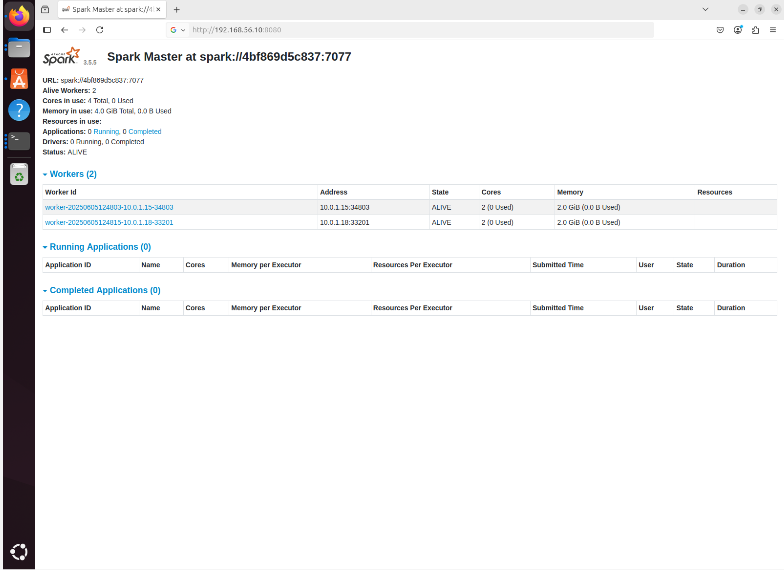 Spark Master at spark://4
http://192.168.56.10:8080
APACHE
Spark 3.5.5 Spark Master at spark://4bf869d5c837:7077
URL: spark://4bf869d5c837:7077
Alive Workers: 2
Cores in use: 4 Total, 0 Used
Memory in use: 4.0 GiB Total, 0.0 B Used
Resources in use:
Applications: 0 Running, 0 Completed
Drivers: 0 Running, 0 Completed
Status: ALIVE
Workers (2)
Worker Id Address State Cores Memory Resources
worker-20250605124803-10.0.1.15-34803 10.0.1.15:34803 ALIVE 2 (0 Used) 2.0 GiB (0.0 B Used)
worker-20250605124815-10.0.1.18-33201 10.0.1.18:33201 ALIVE 2 (0 Used) 2.0 GiB (0.0 B Used)
Running Applications (0)
Application ID Name Cores Memory per Executor Resources Per Executor Submitted Time User State Duration
Completed Applications (0)
Application ID Name Cores Memory per Executor Resources Per Executor Submitted Time User State Duration